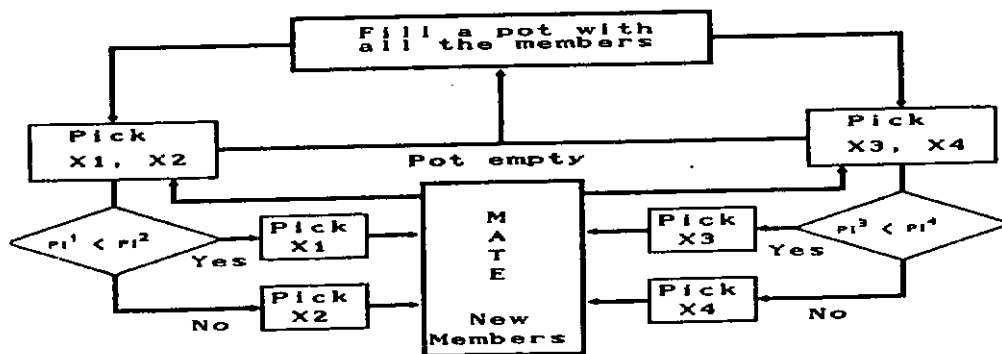 Fill a pot with
all the members
Pick
X1, X2
Pick
X3, X4
Pot empty
PI¹ < PI²
Yes
Pick
X1
No
Pick
X2
MATE
New
Members
Pick
X3
Yes
PI³ < PI⁴
Pick
X4
No